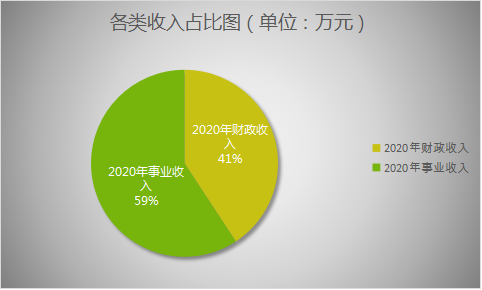 各类收入占比图（单位：万元）
2020年财政收
入
41%
2020年事业收
入
59%
2020年财政收入
2020年事业收入